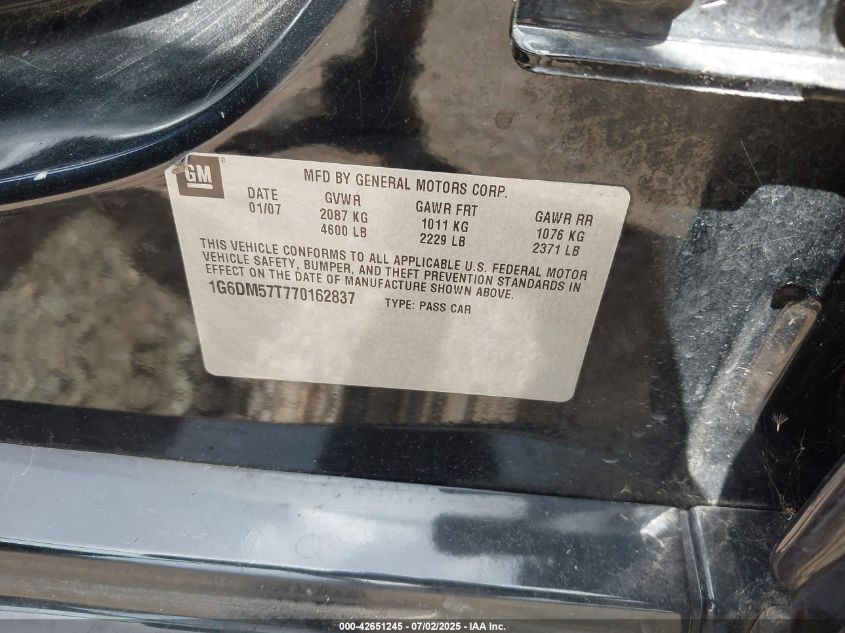 GM®
MFD BY GENERAL MOTORS CORP.
DATE GVWR GAWR FRT GAWR RR
01/07 2087 KG 1011 KG 1076 KG
4600 LB 2229 LB 2371 LB
THIS VEHICLE CONFORMS TO ALL APPLICABLE U.S. FEDERAL MOTOR
VEHICLE SAFETY, BUMPER, AND THEFT PREVENTION STANDARDS IN
EFFECT ON THE DATE OF MANUFACTURE SHOWN ABOVE.
1G6DM57T770162837 TYPE: PASS CAR
000-42651245 - 07/02/2025 - IAA Inc.